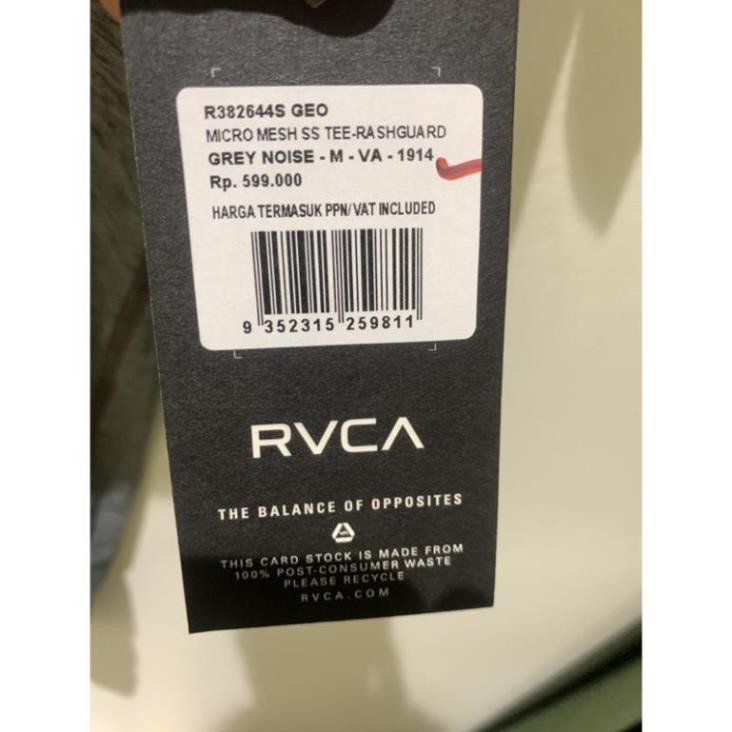 R382644S GEO
MICRO MESH SS TEE-RASHGUARD
GREY NOISE - M - VA - 1914
Rp. 599.000
HARGA TERMASUK PPN/VAT INCLUDED
9 352315 259811
RVCA
THE BALANCE OF OPPOSITES
THIS CARD STOCK IS MADE FROM
100% POST-CONSUMER WASTE
PLEASE RECYCLE
RVCA.COM